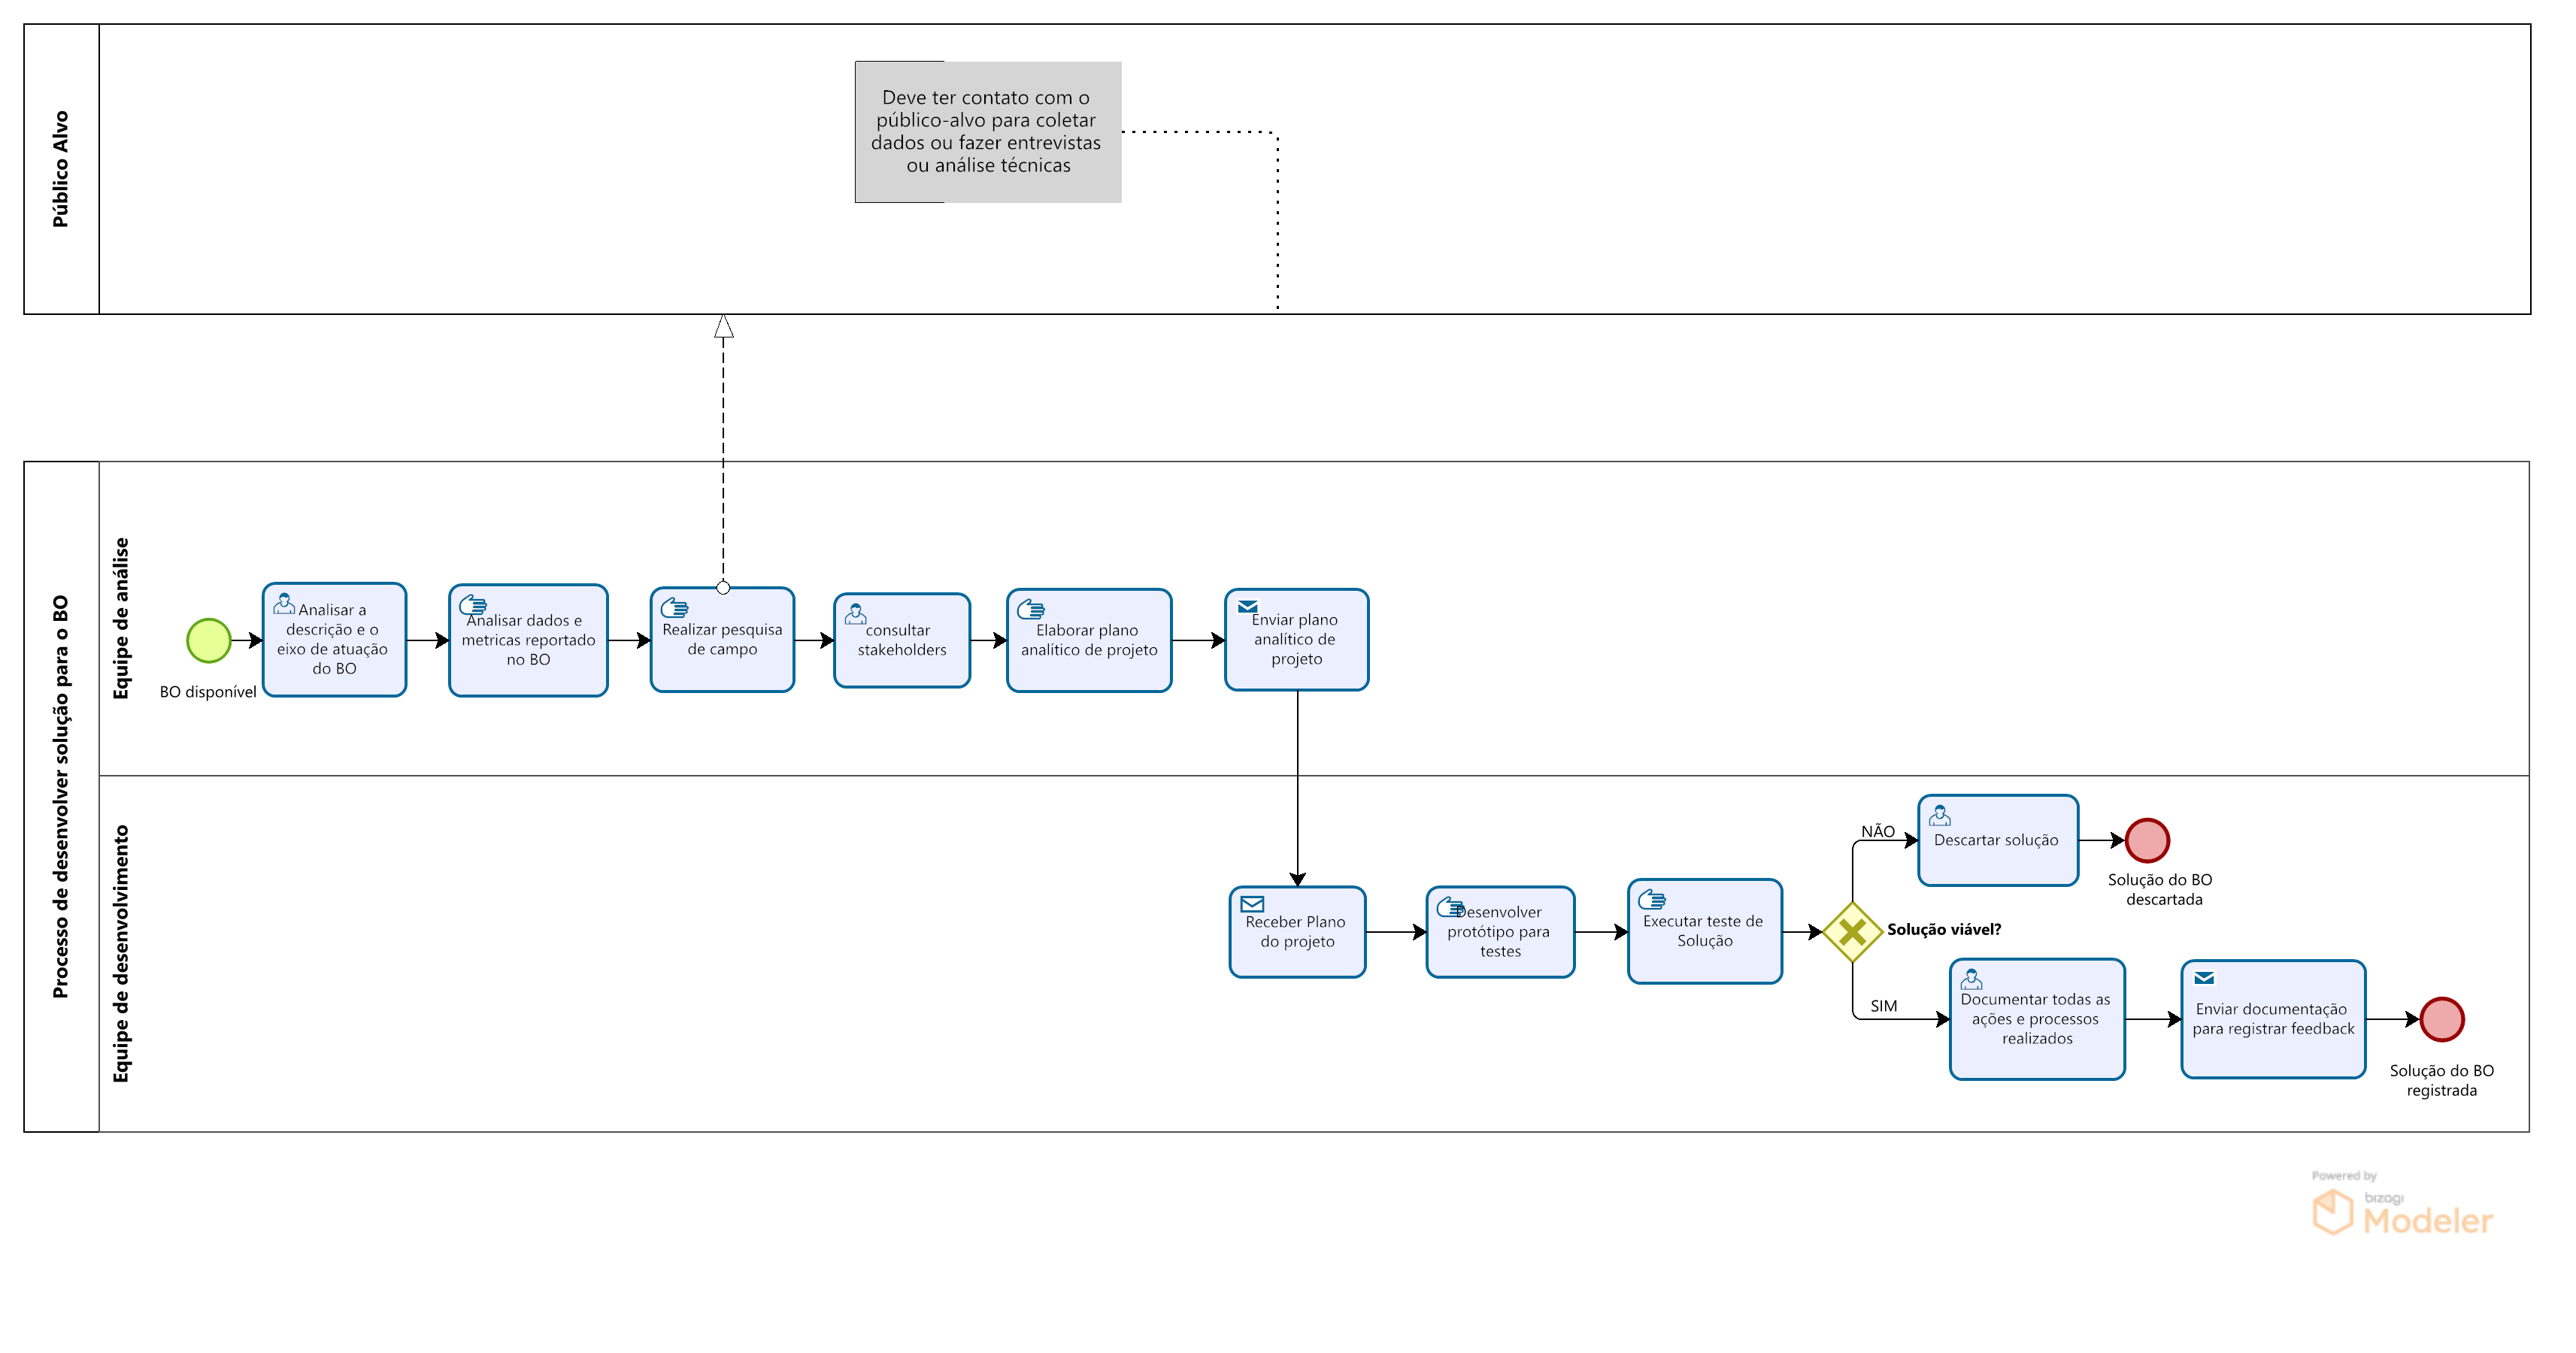 Público Alvo
Deve ter contato com o
público-alvo para coletar
dados ou fazer entrevistas
ou análise técnicas
Processo de desenvolver solução para o BO
Equipe de análise
BO disponível
Analisar a
descrição e o
eixo de atuação
do BO
Analisar dados e
metricas reportado
no BO
Realizar pesquisa
de campo
consultar
stakeholders
Elaborar plano
analítico de projeto
Enviar plano
analítico de
projeto
Equipe de desenvolvimento
Receber Plano
do projeto
Desenvolver
protótipo para
testes
Executar teste de
Solução
Solução viável?
NÃO
Descartar solução
Solução do BO
descartada
SIM
Documentar todas as
ações e processos
realizados
Enviar documentação
para registrar feedback
Solução do BO
registrada
Powered by
bizagi
Modeler